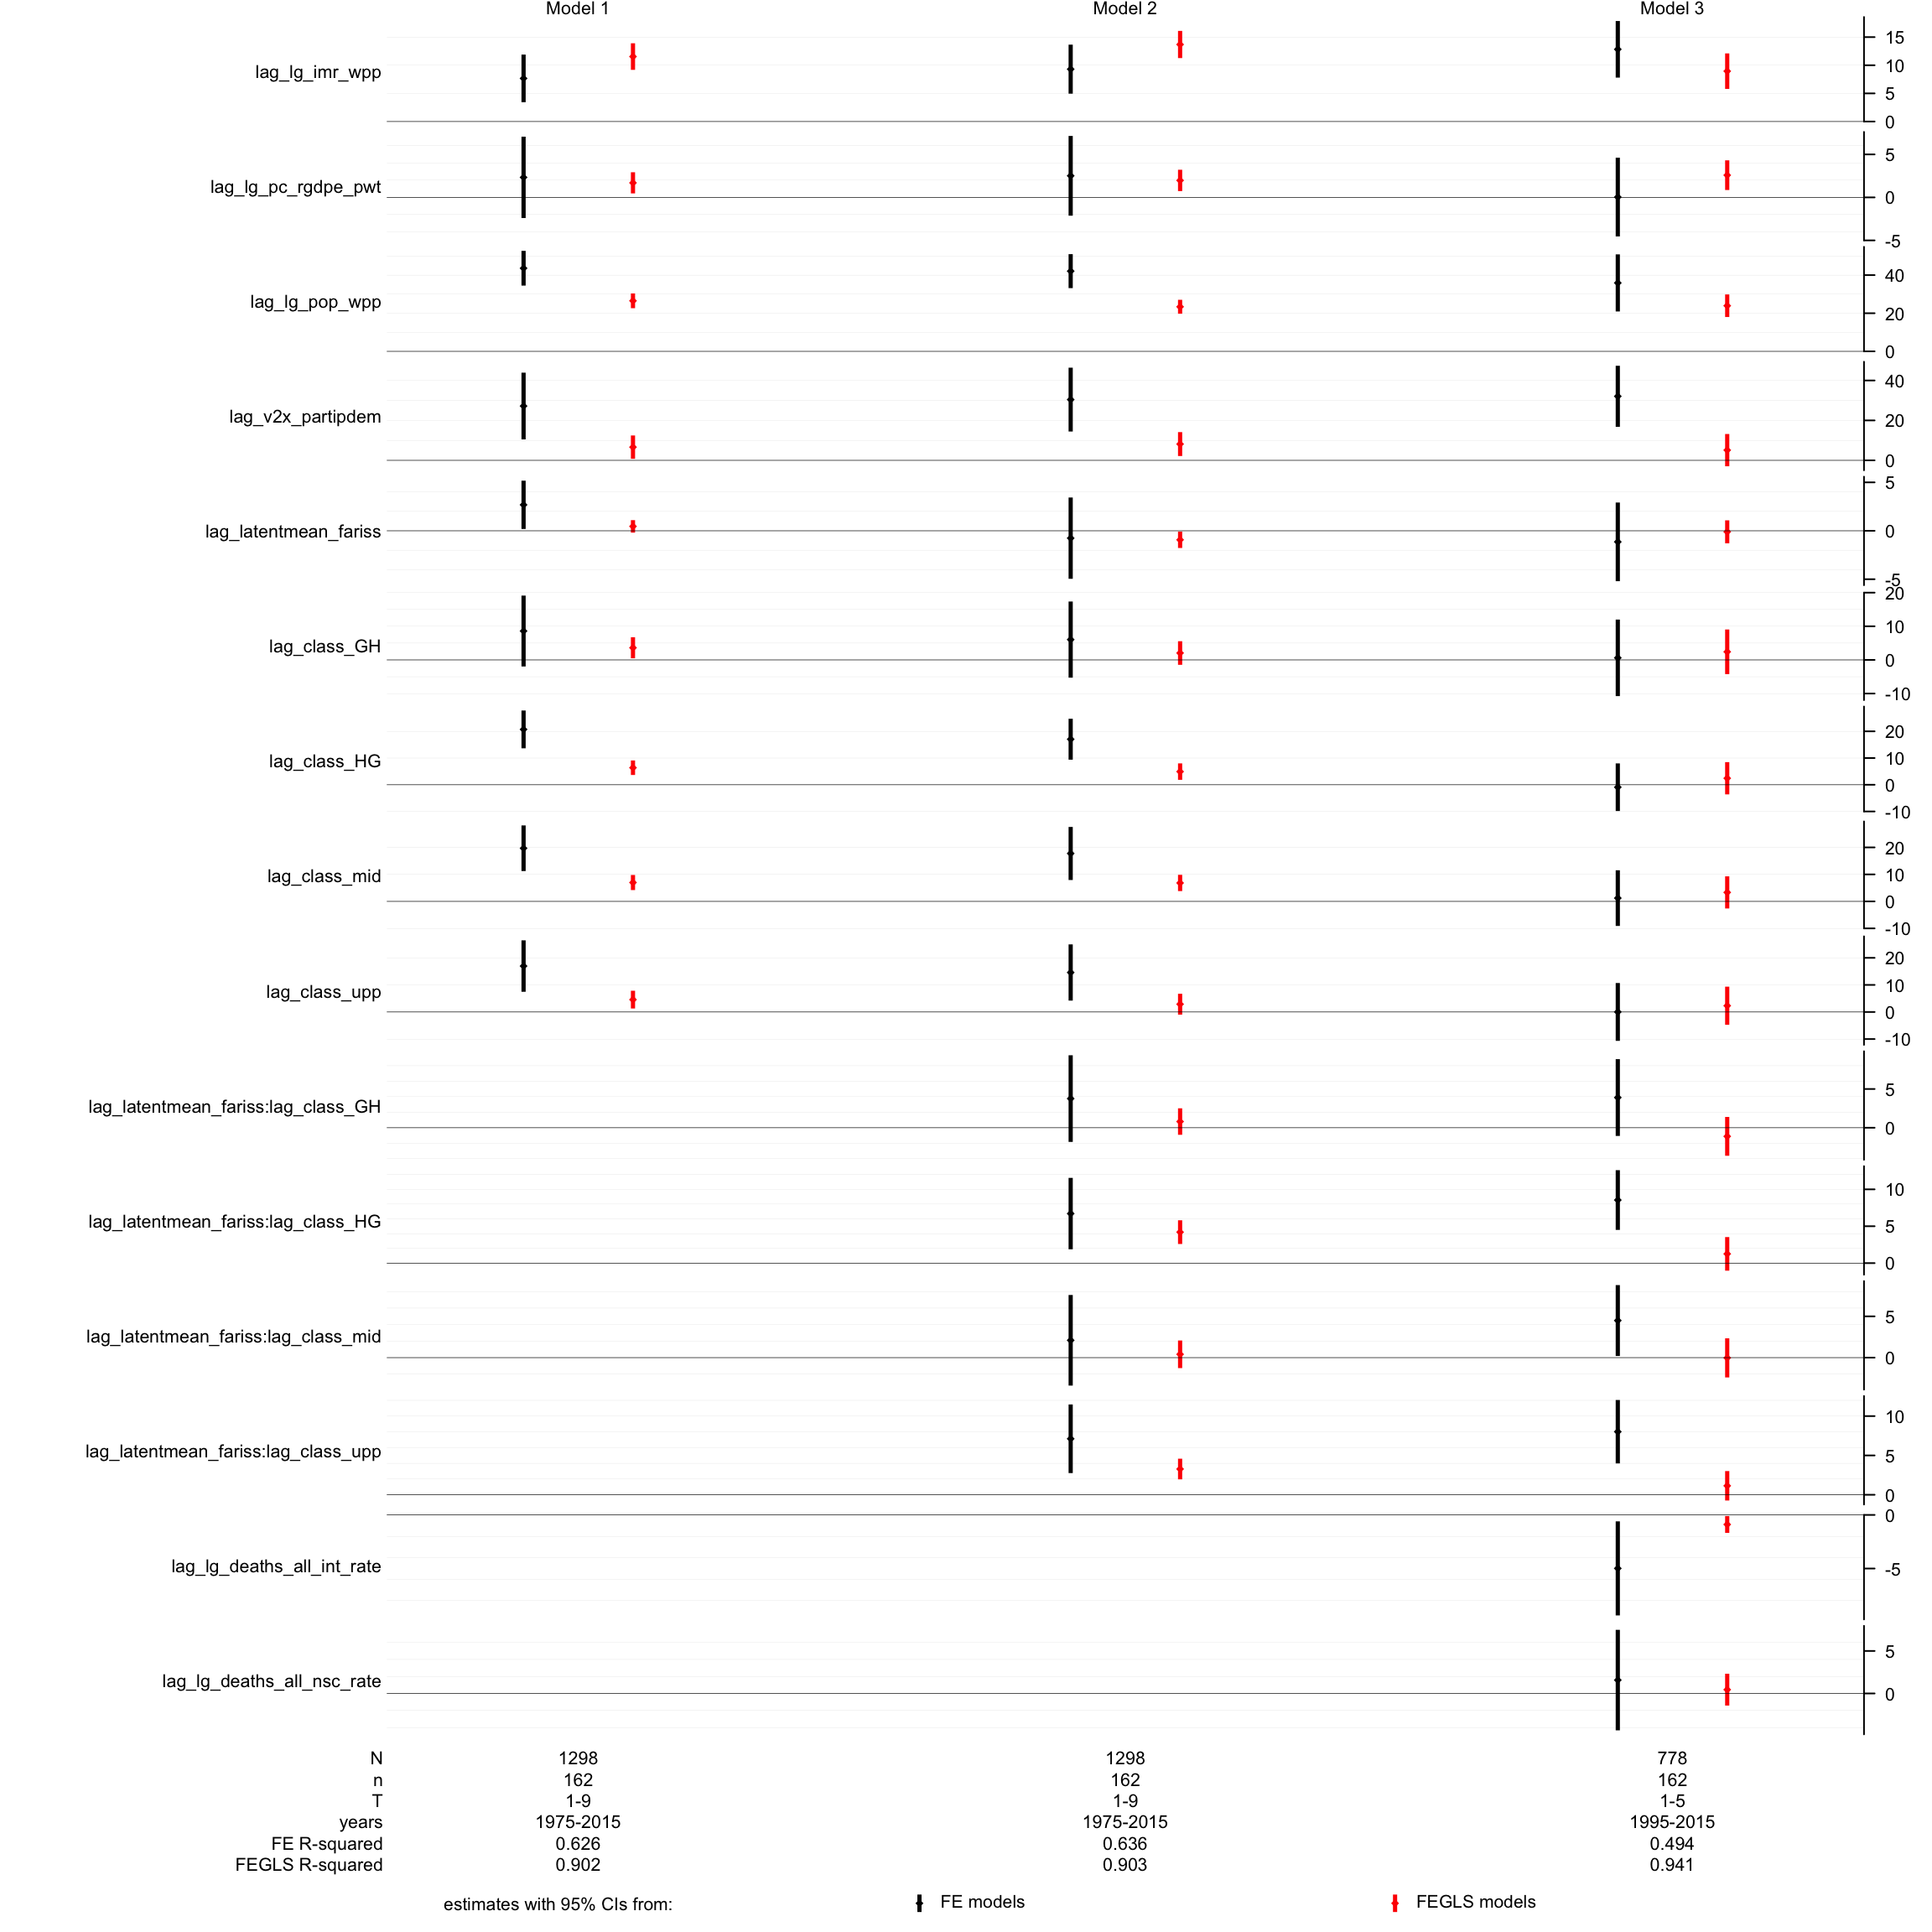 Model 1 Model 2 Model 3
lag_lg_imr_wpp 15 10 5 0
lag_lg_pc_rgdpe_pwt 5 0 -5
lag_lg_pop_wpp 40 20 0
lag_v2x_partipdem 40 20 0
lag_latentmean_fariss 5 0 -5
lag_class_GH 20 10 0 -10
lag_class_HG 20 10 0 -10
lag_class_mid 20 10 0 -10
lag_class_upp 20 10 0 -10
lag_latentmean_fariss:lag_class_GH 5 0
lag_latentmean_fariss:lag_class_HG 10 5 0
lag_latentmean_fariss:lag_class_mid 5 0
lag_latentmean_fariss:lag_class_upp 10 5 0
lag_lg_deaths_all_int_rate 0 -5
lag_lg_deaths_all_nsc_rate 5 0
N 1298 1298 778
n 162 162 162
T 1-9 1-9 1-5
years 1975-2015 1975-2015 1995-2015
FE R-squared 0.626 0.636 0.494
FEGLS R-squared 0.902 0.903 0.941
estimates with 95% CIs from: FE models FEGLS models